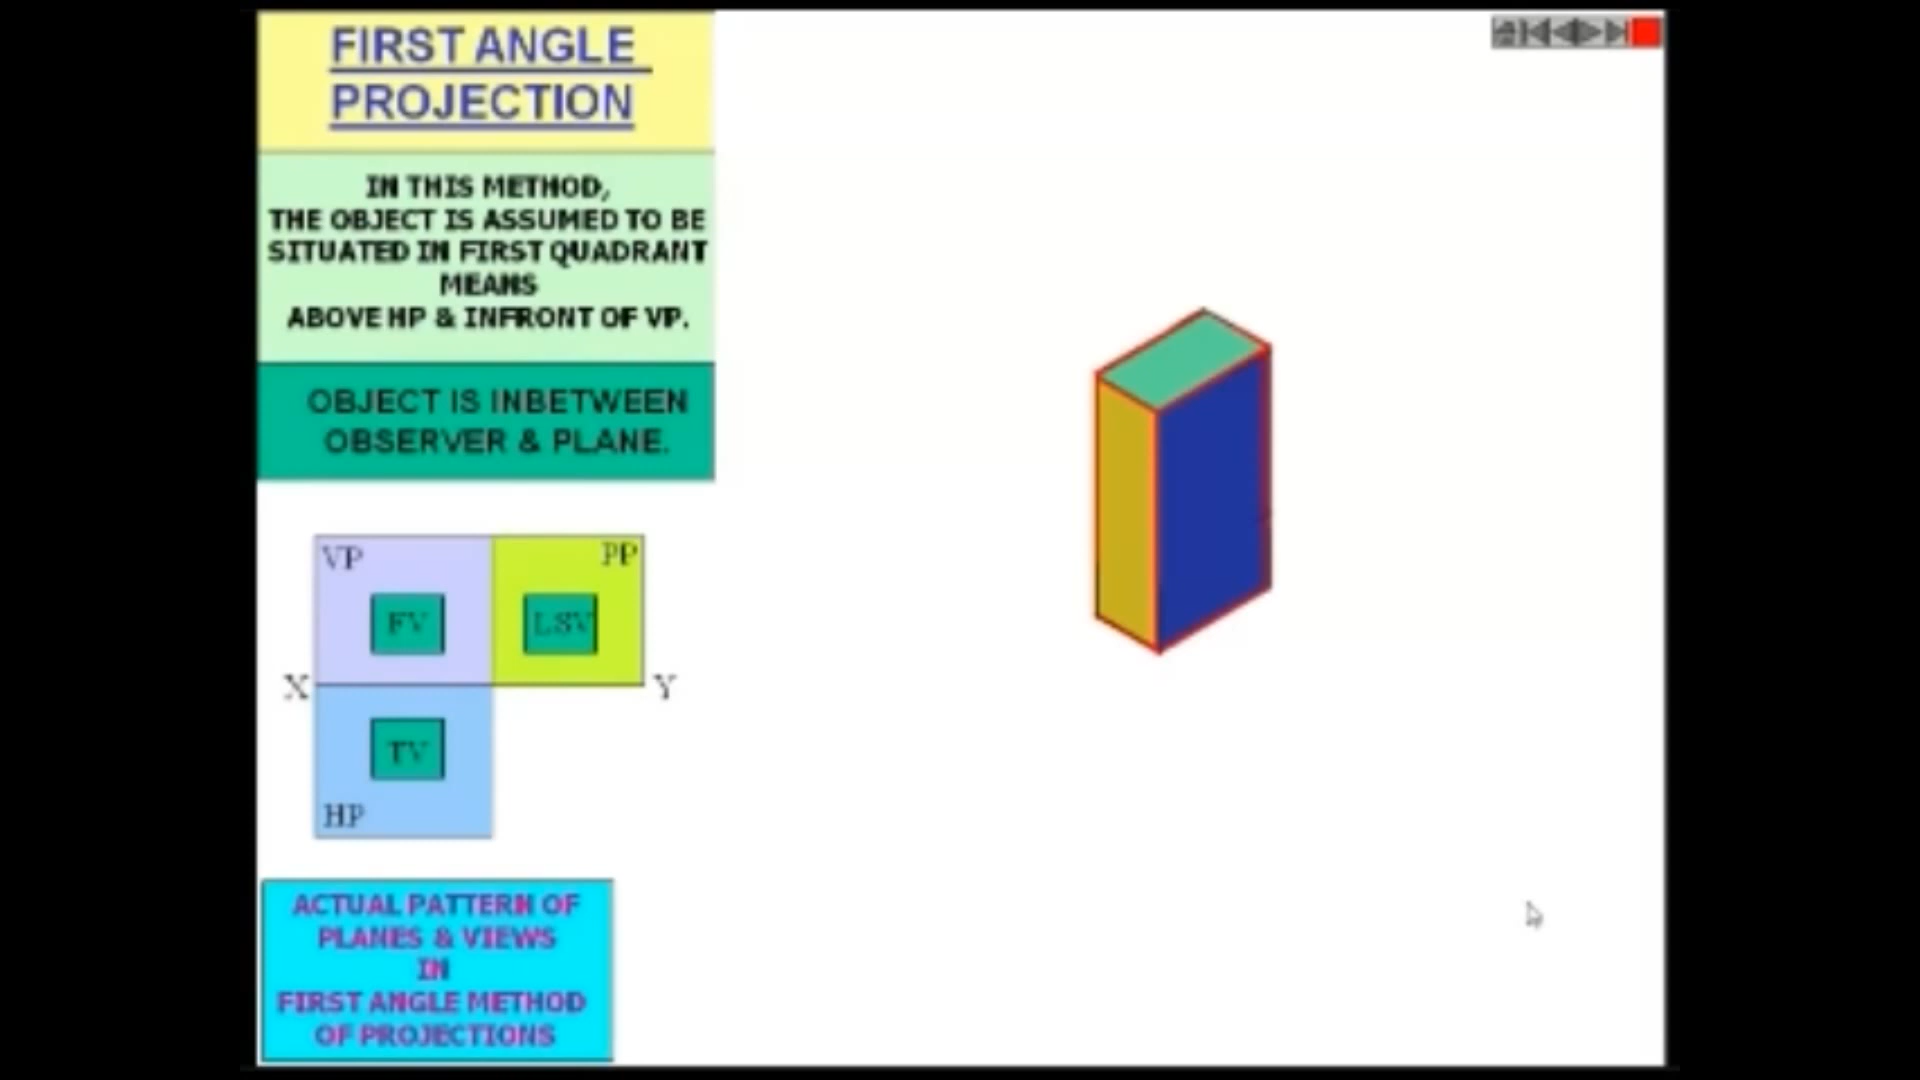 FIRST ANGLE
PROJECTION
IN THIS METHOD,
THE OBJECT IS ASSUMED TO BE
SITUATED IN FIRST QUADRANT
MEANS
ABOVE HP & INFRONT OF VP.
OBJECT IS INBETWEEN
OBSERVER & PLANE.
VP
PP
FV
LSV
X
Y
TV
HP
ACTUAL PATTERN OF
PLANES & VIEWS
IN
FIRST ANGLE METHOD
OF PROJECTIONS